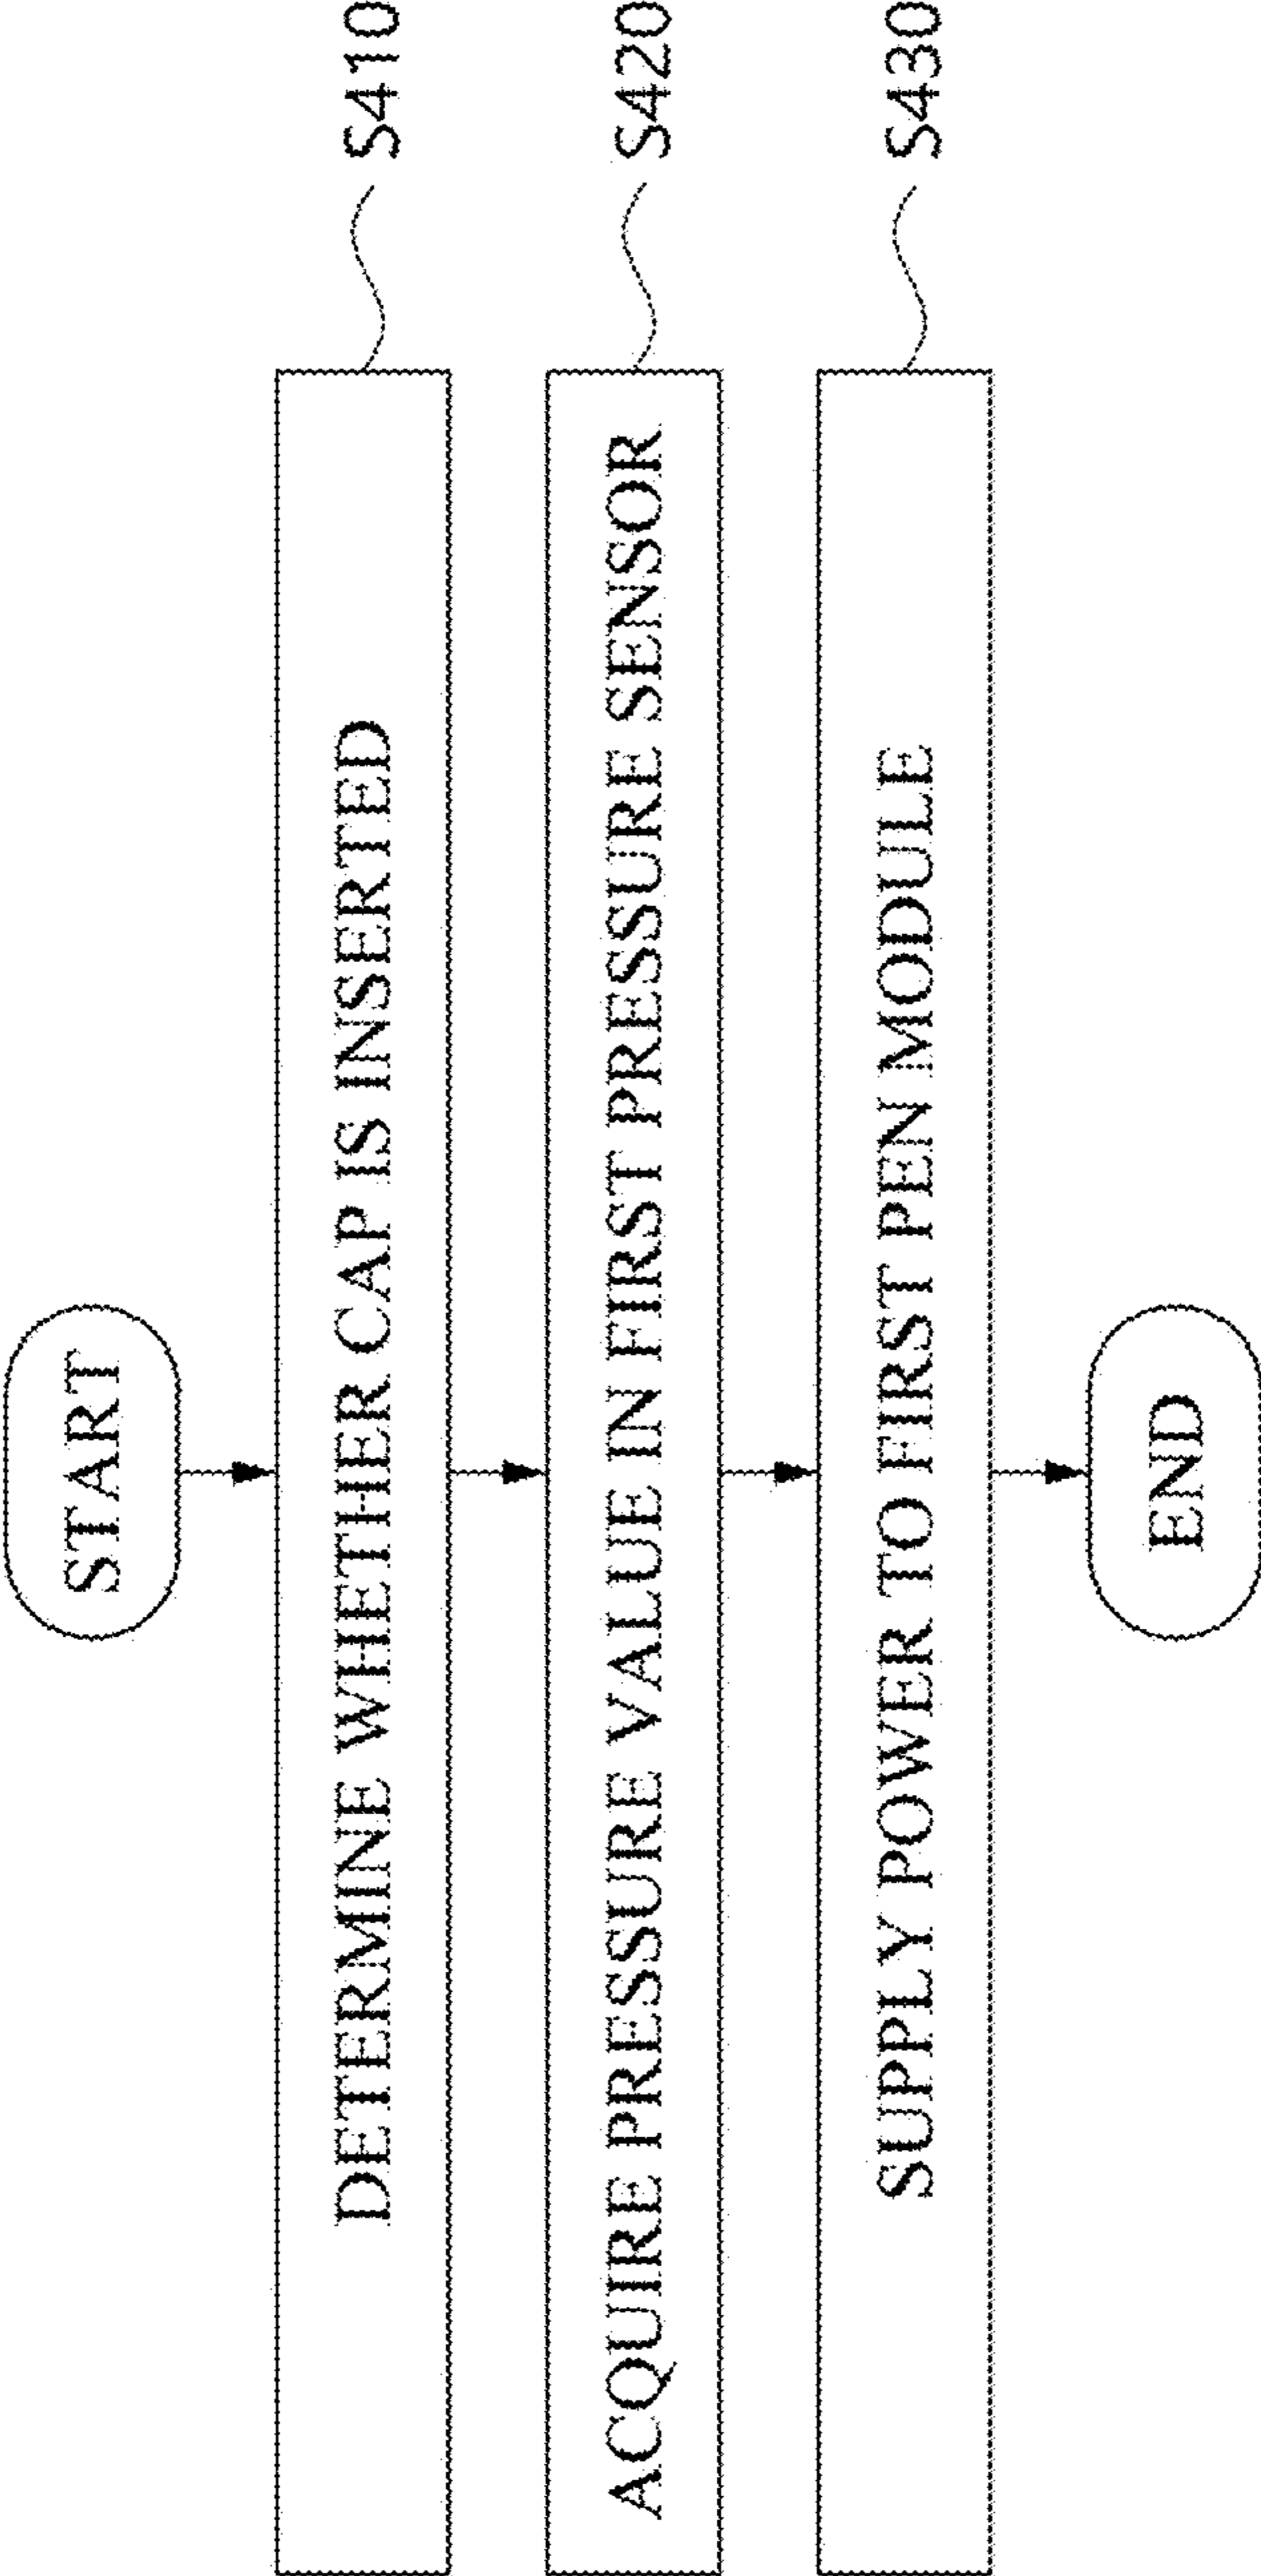 START
DETERMINE WHETHER CAP IS INSERTED
S410
ACQUIRE PRESSURE VALUE IN FIRST PRESSURE SENSOR
S420
SUPPLY POWER TO FIRST PEN MODULE
S430
END